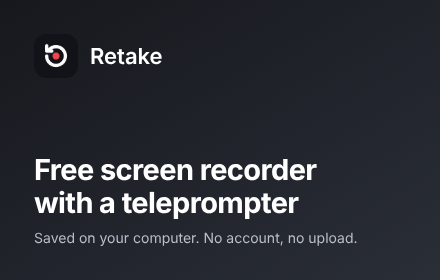 Retake
Free screen recorder
with a teleprompter
Saved on your computer. No account, no upload.